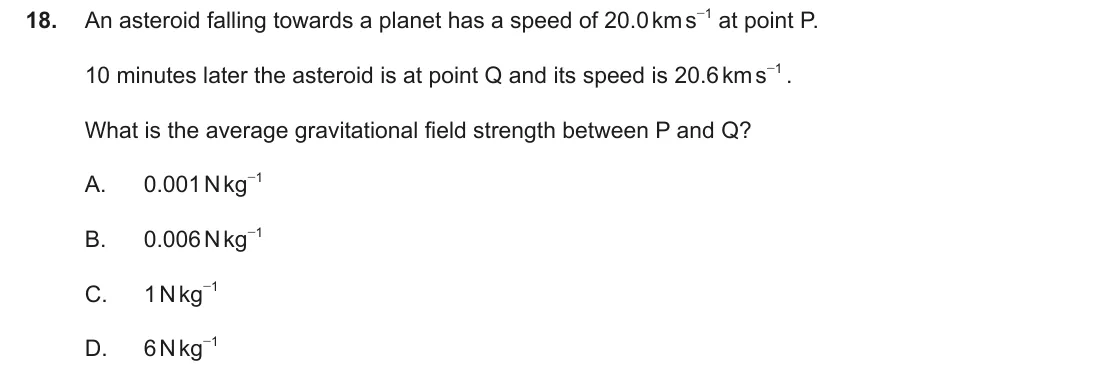 18. An asteroid falling towards a planet has a speed of 20.0 km s⁻¹ at point P.
10 minutes later the asteroid is at point Q and its speed is 20.6 km s⁻¹.
What is the average gravitational field strength between P and Q?
A. 0.001 N kg⁻¹
B. 0.006 N kg⁻¹
C. 1 N kg⁻¹
D. 6 N kg⁻¹